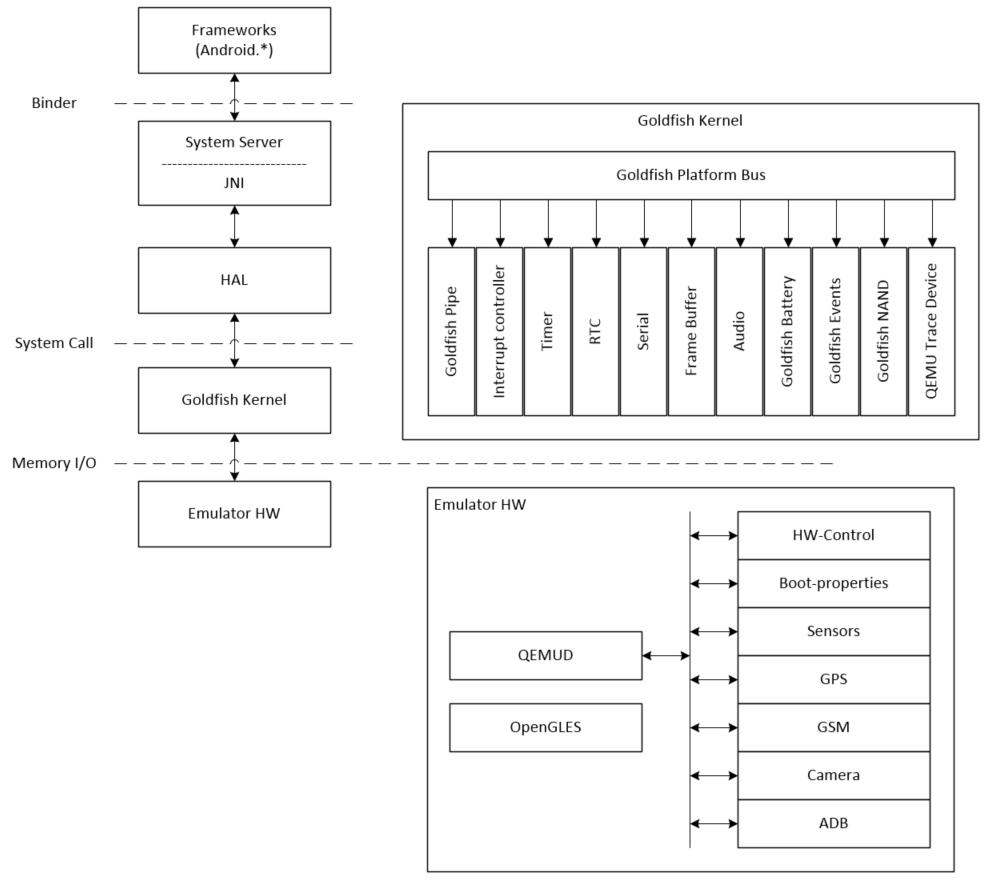 Frameworks
(Android.*)
Binder
System Server
JNI
HAL
System Call
Goldfish Kernel
Memory I/O
Emulator HW
Goldfish Kernel
Goldfish Platform Bus
Goldfish Pipe
Interrupt controller
Timer
RTC
Serial
Frame Buffer
Audio
Goldfish Battery
Goldfish Events
Goldfish NAND
QEMU Trace Device
Emulator HW
QEMUD
OpenGLES
HW-Control
Boot-properties
Sensors
GPS
GSM
Camera
ADB